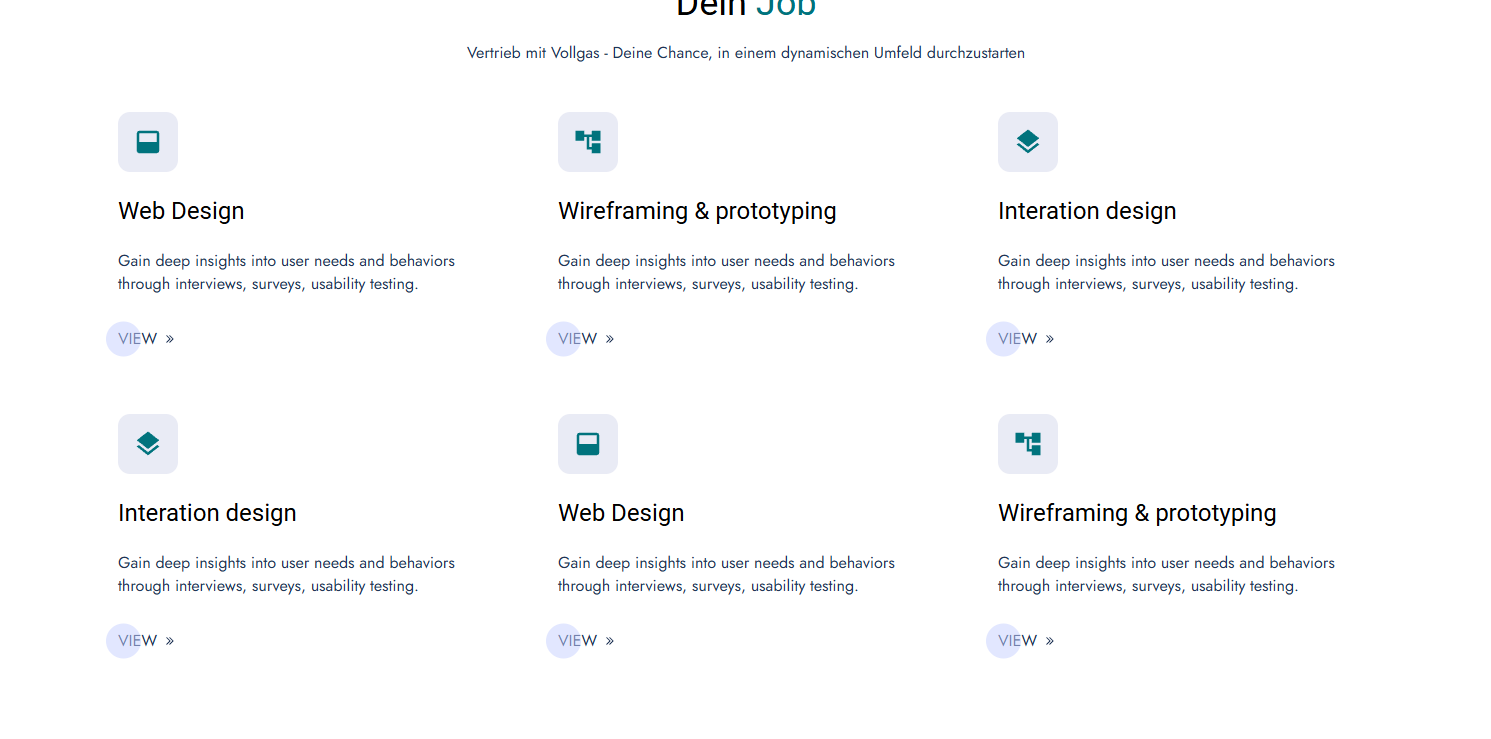 Dein Job
Vertrieb mit Vollgas - Deine Chance, in einem dynamischen Umfeld durchzustarten
Web Design
Gain deep insights into user needs and behaviors
through interviews, surveys, usability testing.
VIEW »
Wireframing & prototyping
Gain deep insights into user needs and behaviors
through interviews, surveys, usability testing.
VIEW »
Interation design
Gain deep insights into user needs and behaviors
through interviews, surveys, usability testing.
VIEW »
Interation design
Gain deep insights into user needs and behaviors
through interviews, surveys, usability testing.
VIEW »
Web Design
Gain deep insights into user needs and behaviors
through interviews, surveys, usability testing.
VIEW »
Wireframing & prototyping
Gain deep insights into user needs and behaviors
through interviews, surveys, usability testing.
VIEW »